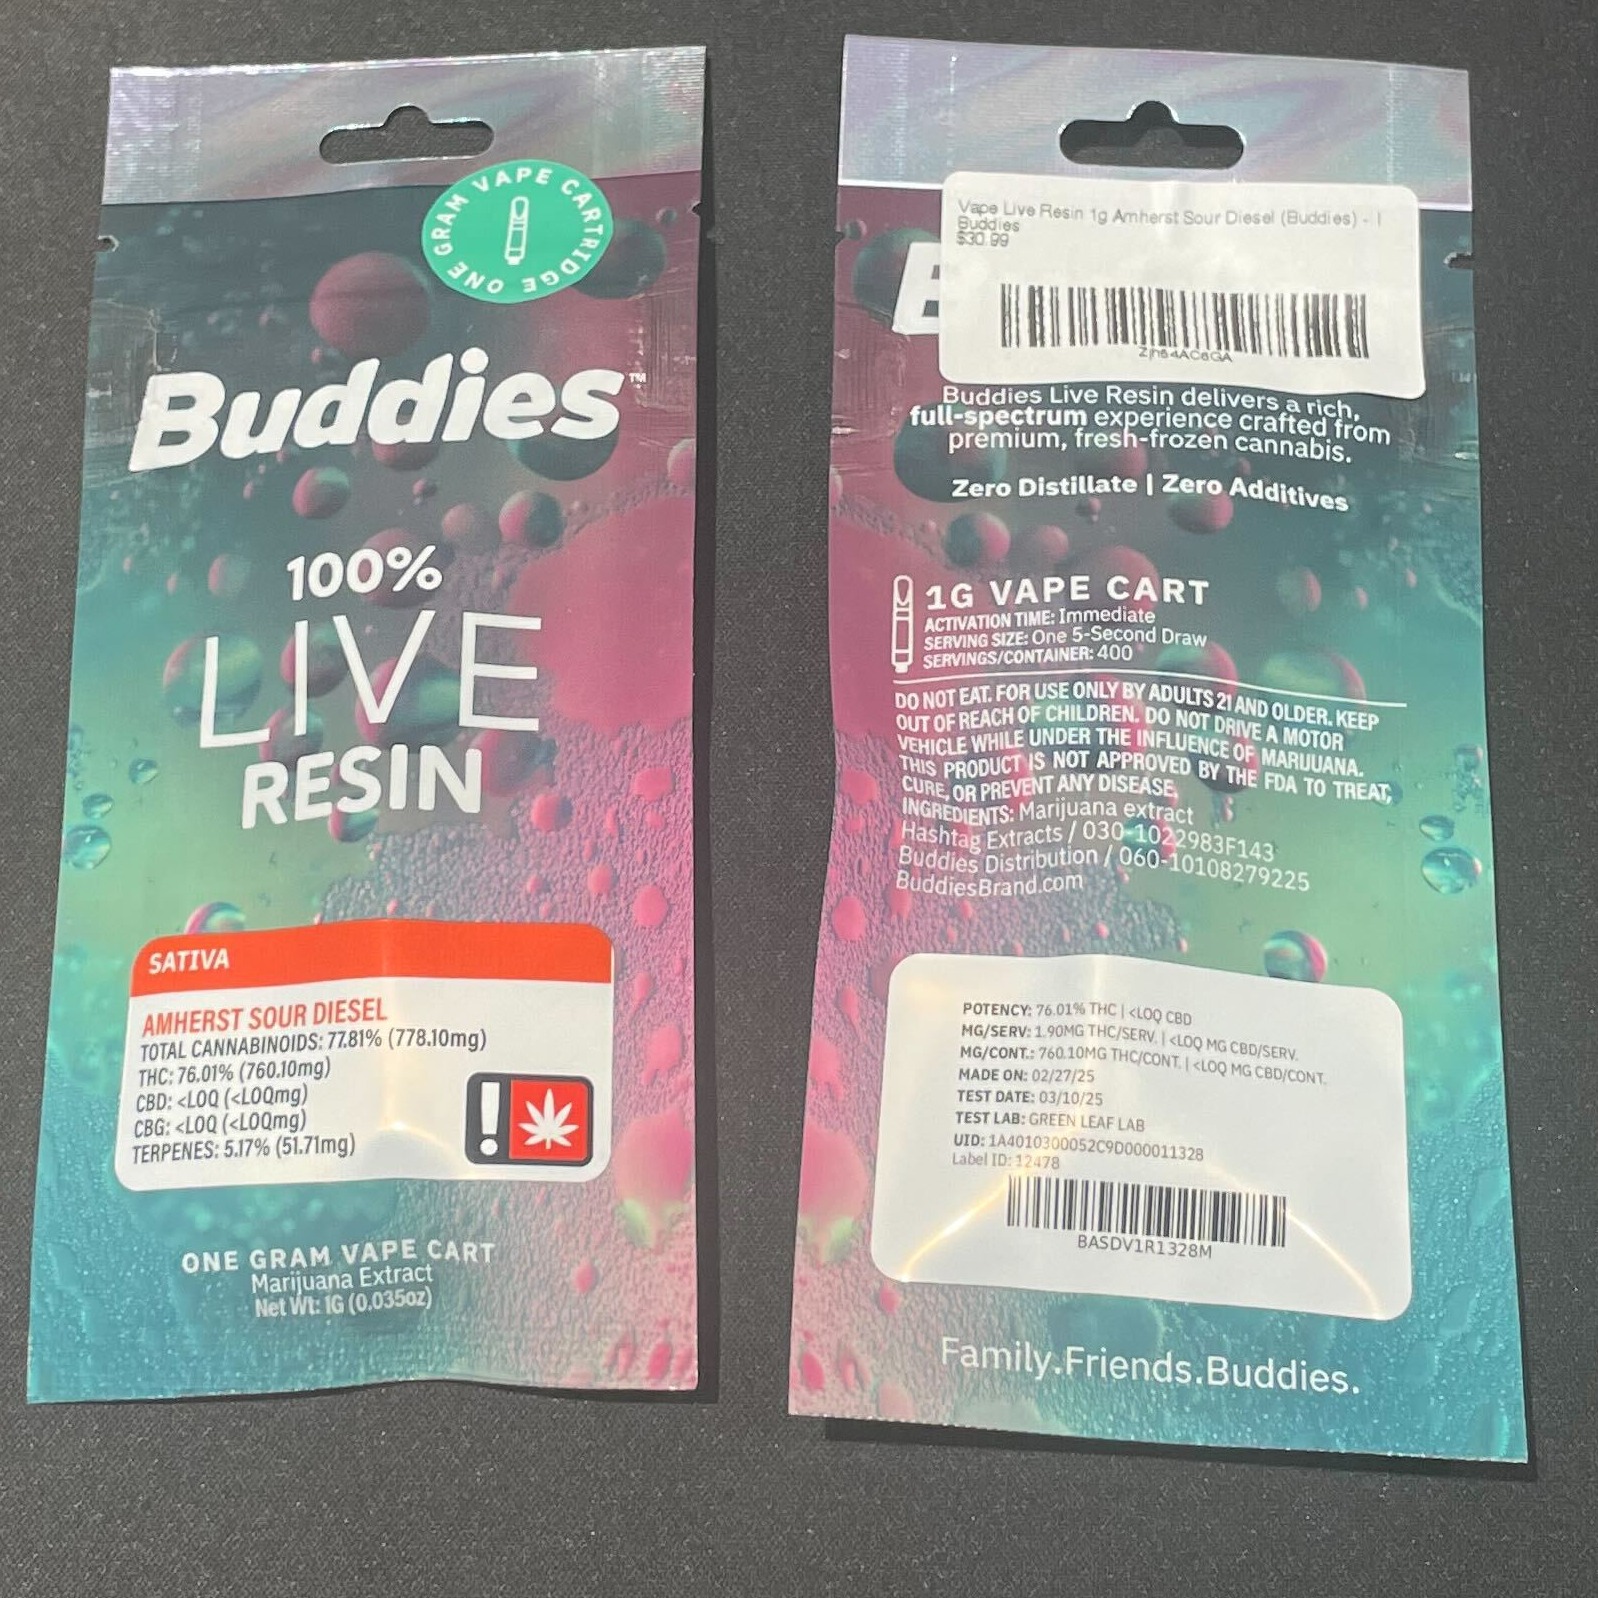 ONE GRAM VAPE CARTRIDGE
Buddies™
100%
LIVE
RESIN
SATIVA
AMHERST SOUR DIESEL
TOTAL CANNABINOIDS: 77.81% (778.10mg)
THC: 76.01% (760.10mg)
CBD: <LOQ (<LOQmg)
CBG: <LOQ (<LOQmg)
TERPENES: 5.17% (51.71mg)
!
ONE GRAM VAPE CART
Marijuana Extract
Net Wt: 1G (0.035oz)
Vape Live Resin 1g Amherst Sour Diesel (Buddies) - |
Buddies
$30.99
Zjh54AC6GA
B
Buddies Live Resin delivers a rich,
full-spectrum experience crafted from
premium, fresh-frozen cannabis.
Zero Distillate | Zero Additives
1G VAPE CART
ACTIVATION TIME: Immediate
SERVING SIZE: One 5-Second Draw
SERVINGS/CONTAINER: 400
DO NOT EAT. FOR USE ONLY BY ADULTS 21 AND OLDER. KEEP
OUT OF REACH OF CHILDREN. DO NOT DRIVE A MOTOR
VEHICLE WHILE UNDER THE INFLUENCE OF MARIJUANA.
THIS PRODUCT IS NOT APPROVED BY THE FDA TO TREAT,
CURE, OR PREVENT ANY DISEASE.
INGREDIENTS: Marijuana extract
Hashtag Extracts / 030-1022983F143
Buddies Distribution / 060-10108279225
BuddiesBrand.com
POTENCY: 76.01% THC | <LOQ CBD
MG/SERV: 1.90MG THC/SERV. | <LOQ MG CBD/SERV.
MG/CONT.: 760.10MG THC/CONT. | <LOQ MG CBD/CONT.
MADE ON: 02/27/25
TEST DATE: 03/10/25
TEST LAB: GREEN LEAF LAB
UID: 1A4010300052C9D000011328
Label ID: 12478
BASDV1R1328M
Family.Friends.Buddies.